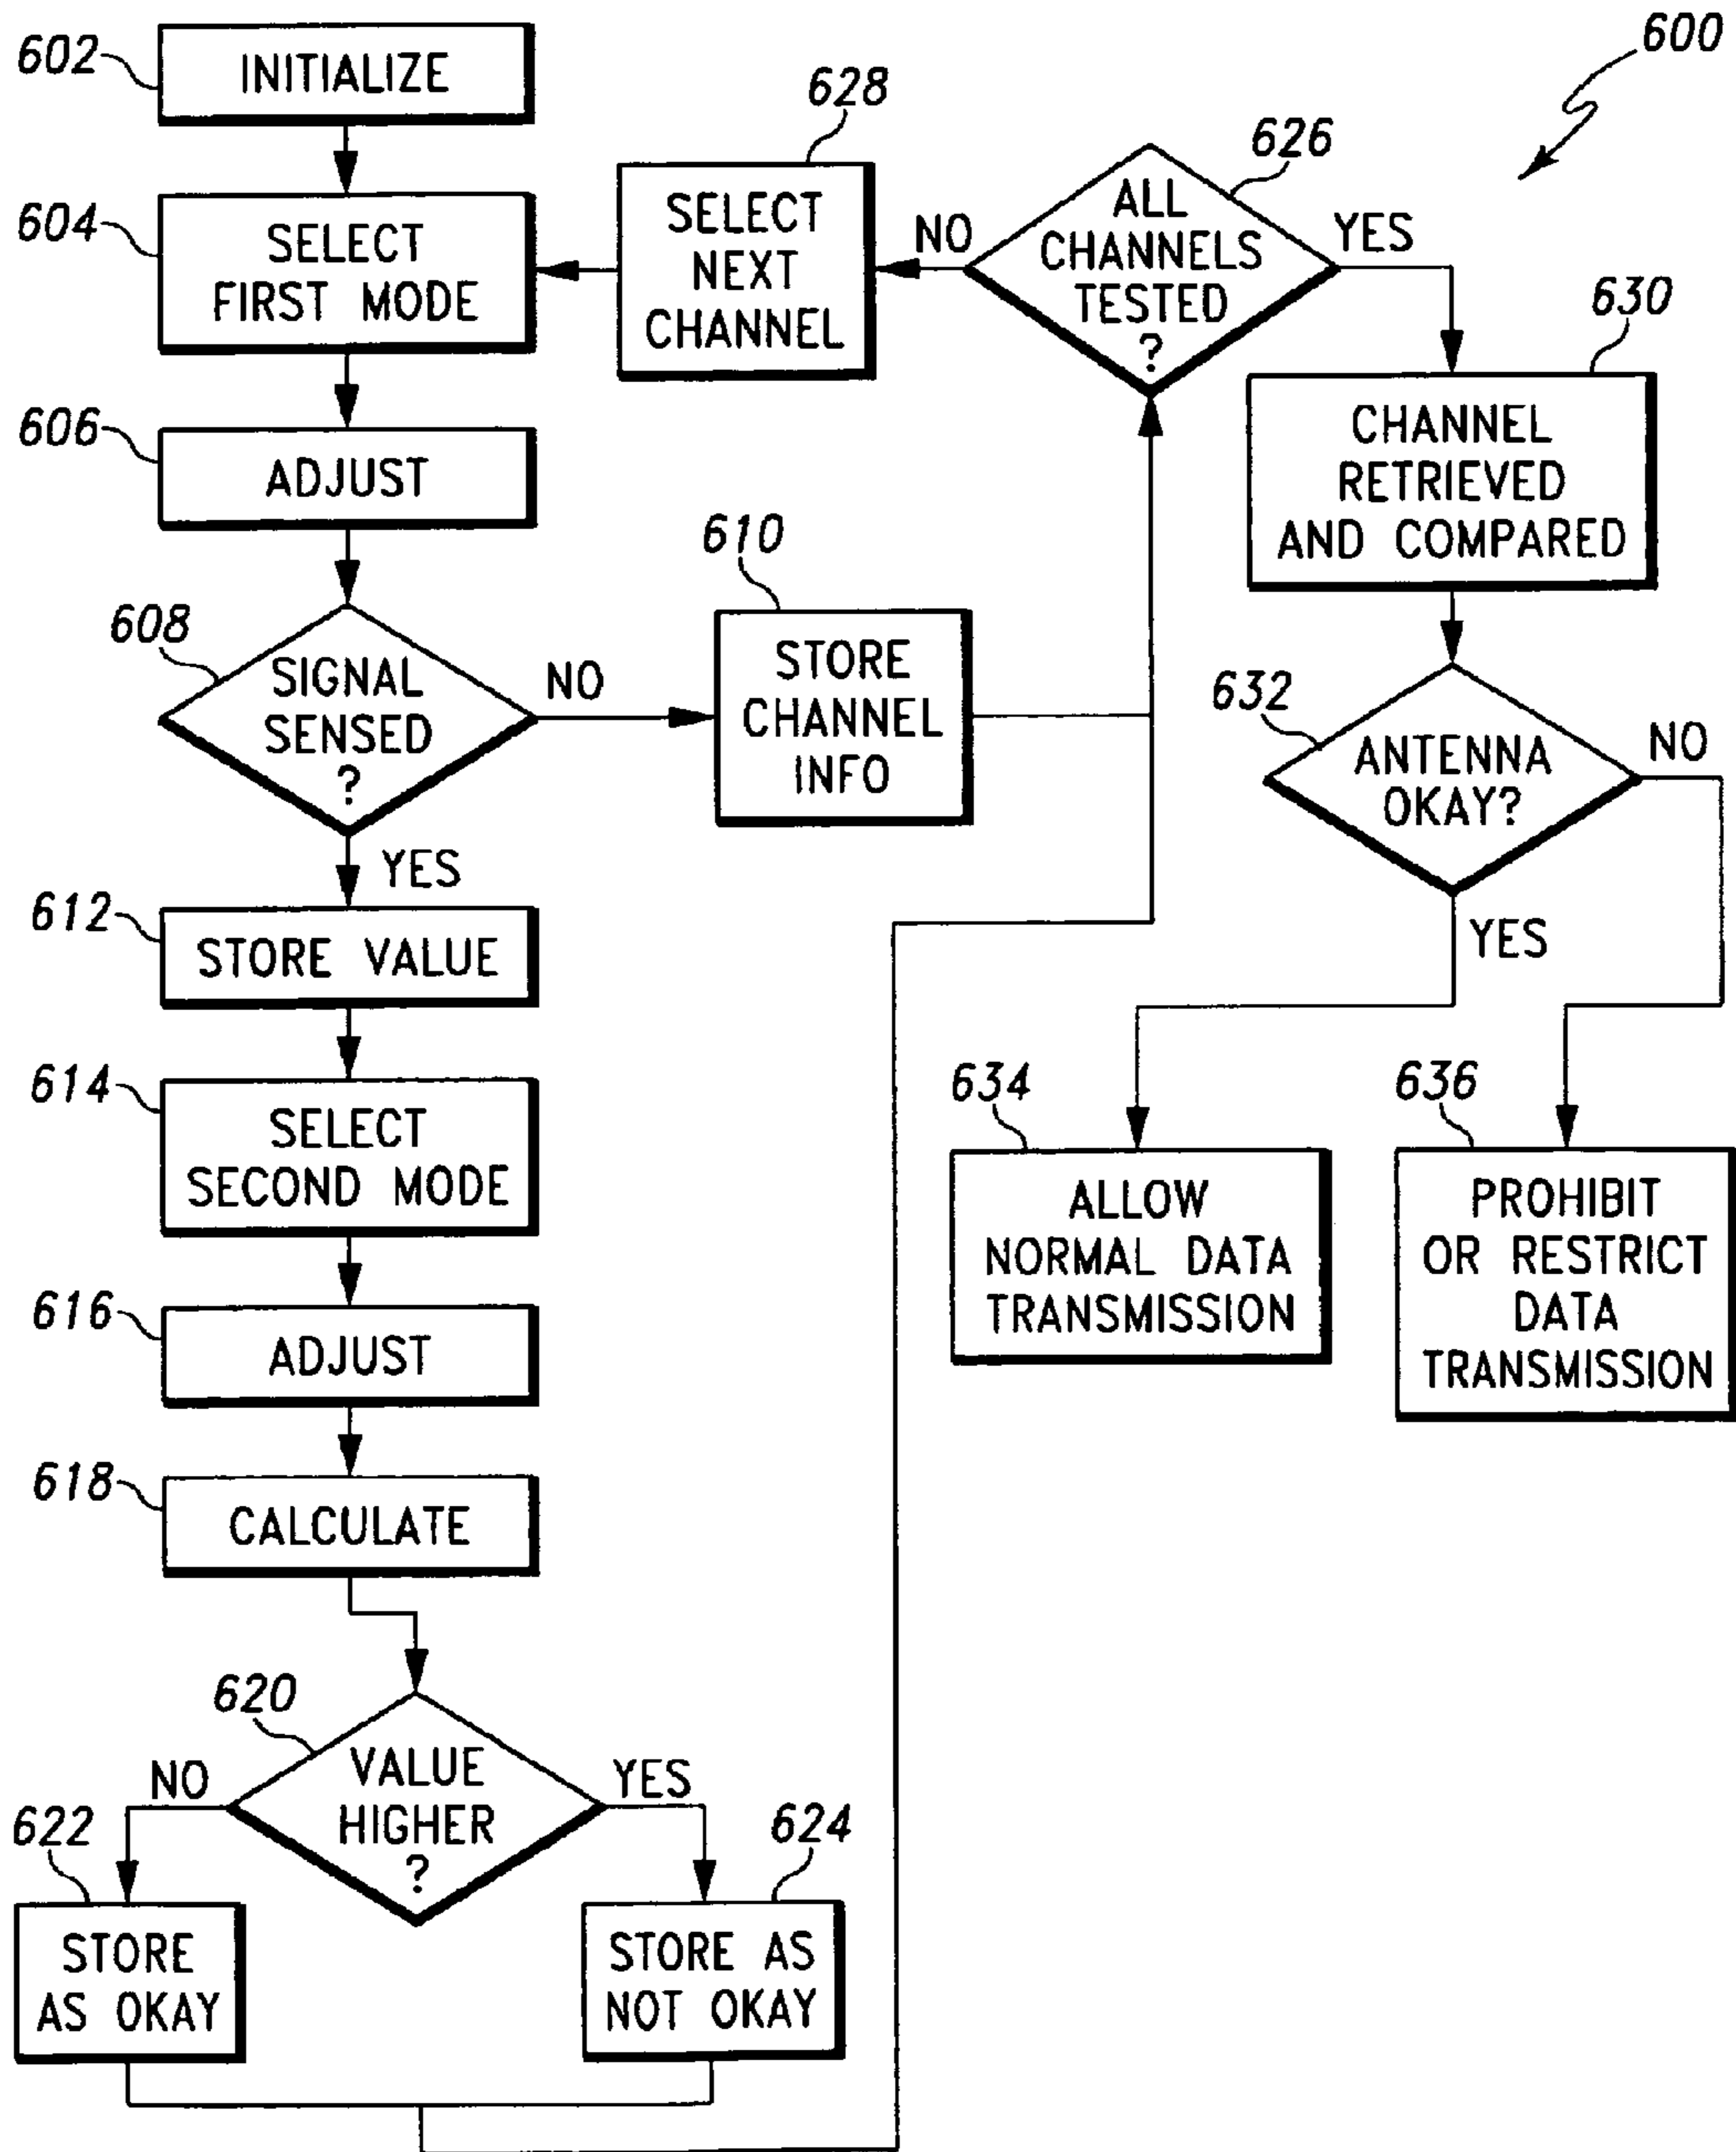 600
602
INITIALIZE
604
SELECT
FIRST MODE
606
ADJUST
608
SIGNAL
SENSED
?
NO
610
STORE
CHANNEL
INFO
YES
612
STORE VALUE
614
SELECT
SECOND MODE
616
ADJUST
618
CALCULATE
620
VALUE
HIGHER
?
NO
YES
622
STORE
AS OKAY
624
STORE AS
NOT OKAY
626
ALL
CHANNELS
TESTED
?
NO
YES
628
SELECT
NEXT
CHANNEL
630
CHANNEL
RETRIEVED
AND COMPARED
632
ANTENNA
OKAY?
NO
YES
634
ALLOW
NORMAL DATA
TRANSMISSION
636
PROHIBIT
OR RESTRICT
DATA
TRANSMISSION